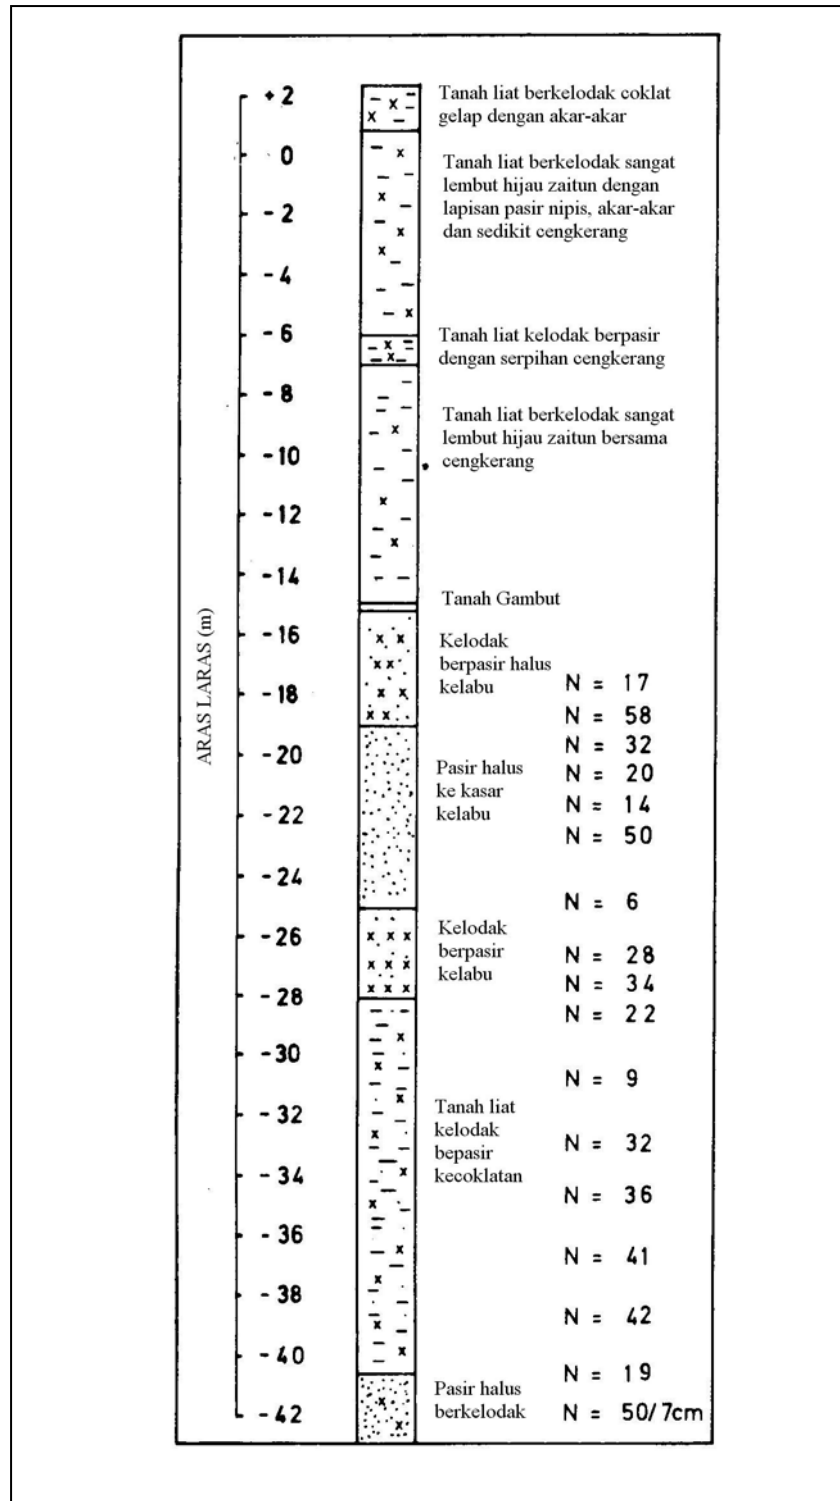 + 2
Tanah liat berkelodak coklat
gelap dengan akar-akar
0
Tanah liat berkelodak sangat
lembut hijau zaitun dengan
lapisan pasir nipis, akar-akar
dan sedikit cengkerang
- 2
- 4
- 6
Tanah liat kelodak berpasir
dengan serpihan cengkerang
- 8
Tanah liat berkelodak sangat
lembut hijau zaitun bersama
cengkerang
- 10
- 12
- 14
Tanah Gambut
ARAS LARAS (m)
- 16
Kelodak
berpasir halus
kelabu
N = 17
- 18
N = 58
- 20
N = 32
Pasir halus
ke kasar
kelabu
N = 20
N = 14
- 22
N = 50
- 24
N = 6
- 26
Kelodak
berpasir
kelabu
N = 28
N = 34
- 28
N = 22
- 30
N = 9
- 32
Tanah liat
kelodak
bepasir
kecoklatan
N = 32
- 34
N = 36
- 36
N = 41
- 38
N = 42
- 40
N = 19
Pasir halus
berkelodak
- 42
N = 50/7cm